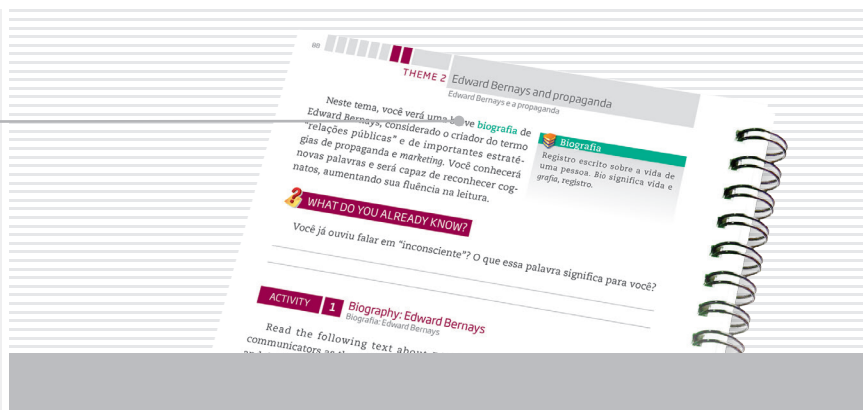 88
THEME 2 Edward Bernays and propaganda
Edward Bernays e a propaganda
Neste tema, você verá uma ve biografia de
Edward Bernays, considerado o criador do termo
“relações públicas” e de importantes estraté-
gias de propaganda e marketing. Você conhecerá
novas palavras e será capaz de reconhecer cog-
natos, aumentando sua fluência na leitura.
Biografia
Registro escrito sobre a vida de
uma pessoa. Bio significa vida e
grafia, registro.
WHAT DO YOU ALREADY KNOW?
Você já ouviu falar em “inconsciente”? O que essa palavra significa para você?
ACTIVITY 1 Biography: Edward Bernays
Biografia: Edward Bernays
Read the following text about
communicators as